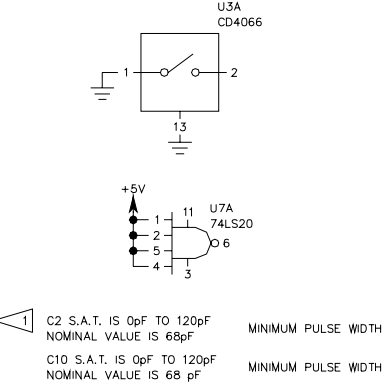 U3A
CD4066
1
2
13
+5V
U7A
74LS20
11
1
2
5
4
6
3
1
C2 S.A.T. IS 0pF TO 120pF
NOMINAL VALUE IS 68pF
MINIMUM PULSE WIDTH
C10 S.A.T. IS 0pF TO 120pF
NOMINAL VALUE IS 68 pF
MINIMUM PULSE WIDTH